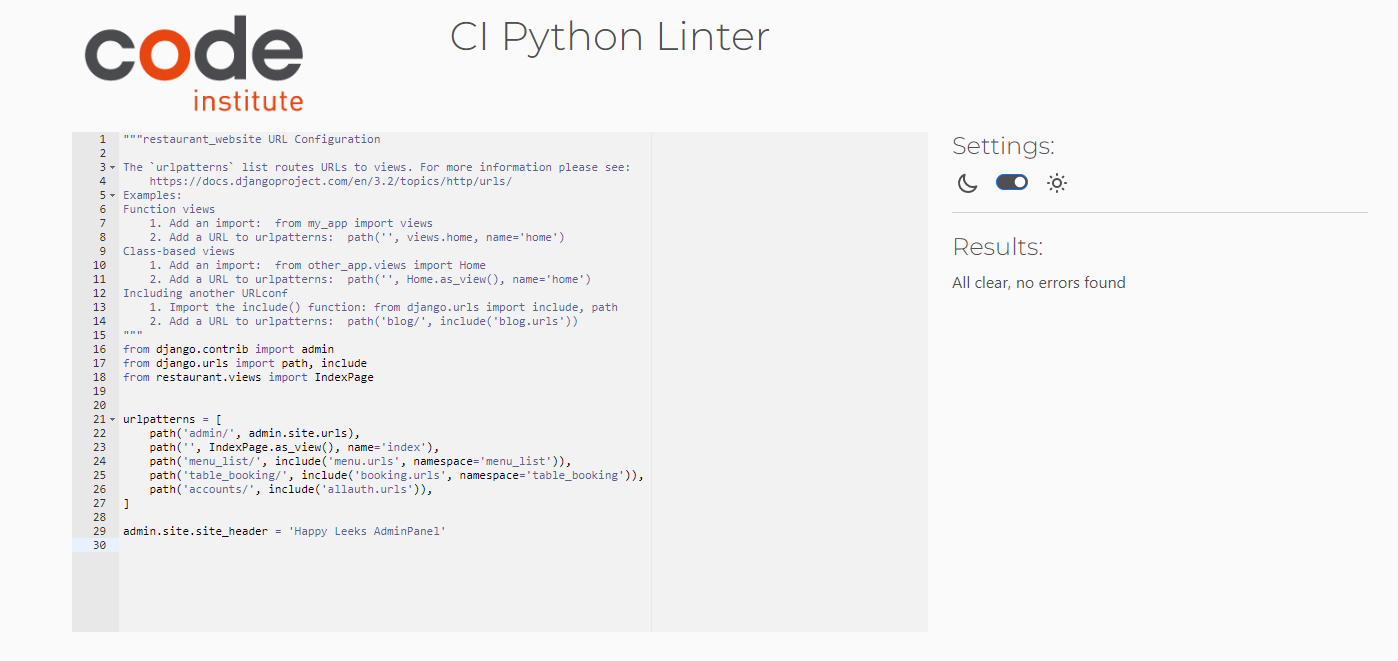 code
institute
CI Python Linter
1 """restaurant_website URL Configuration
2
3 The `urlpatterns` list routes URLs to views. For more information please see:
4     https://docs.djangoproject.com/en/3.2/topics/http/urls/
5 Examples:
6 Function views
7     1. Add an import:  from my_app import views
8     2. Add a URL to urlpatterns:  path('', views.home, name='home')
9 Class-based views
10     1. Add an import:  from other_app.views import Home
11     2. Add a URL to urlpatterns:  path('', Home.as_view(), name='home')
12 Including another URLconf
13     1. Import the include() function: from django.urls import include, path
14     2. Add a URL to urlpatterns:  path('blog/', include('blog.urls'))
15 """
16 from django.contrib import admin
17 from django.urls import path, include
18 from restaurant.views import IndexPage
19
20
21 urlpatterns = [
22     path('admin/', admin.site.urls),
23     path('', IndexPage.as_view(), name='index'),
24     path('menu_list/', include('menu.urls', namespace='menu_list')),
25     path('table_booking/', include('booking.urls', namespace='table_booking')),
26     path('accounts/', include('allauth.urls')),
27 ]
28
29 admin.site.site_header = 'Happy Leeks AdminPanel'
30
Settings:
Results:
All clear, no errors found